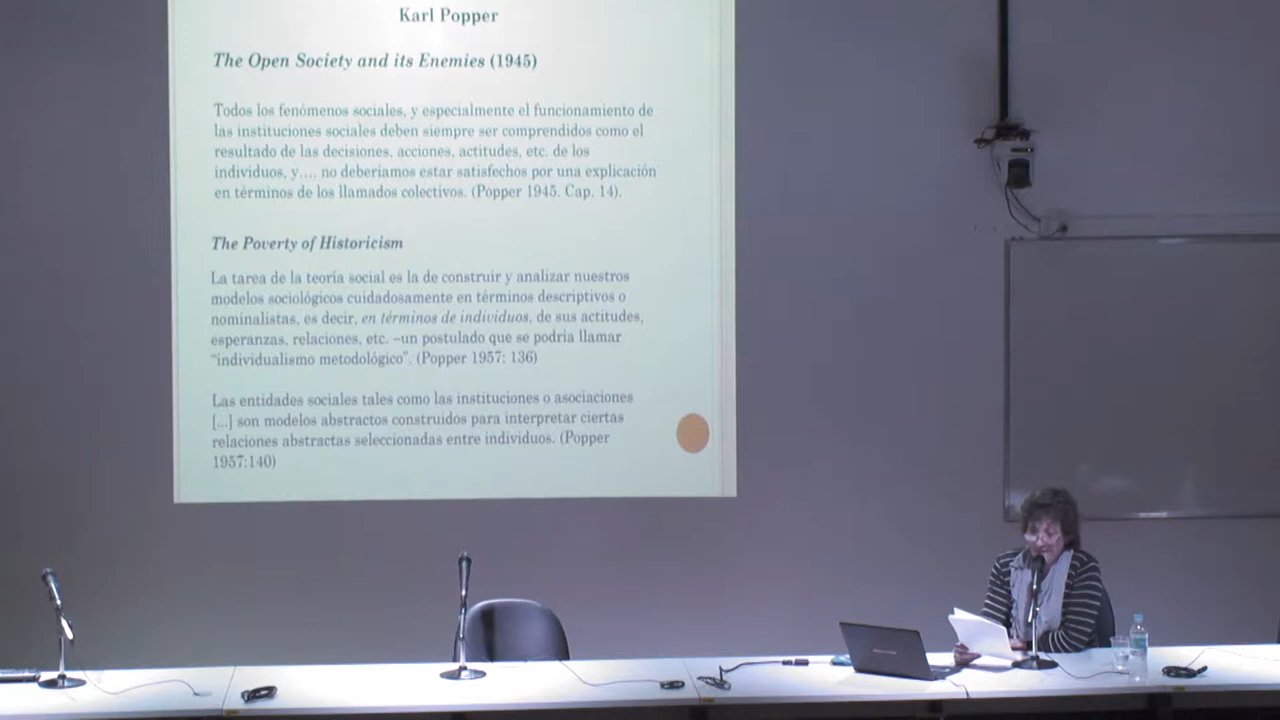 Karl Popper
The Open Society and its Enemies (1945)
Todos los fenómenos sociales, y especialmente el funcionamiento de
las instituciones sociales deben siempre ser comprendidos como el
resultado de las decisiones, acciones, actitudes, etc. de los
individuos, y.... no deberíamos estar satisfechos por una explicación
en términos de los llamados colectivos. (Popper 1945. Cap. 14).
The Poverty of Historicism
La tarea de la teoría social es la de construir y analizar nuestros
modelos sociológicos cuidadosamente en términos descriptivos o
nominalistas, es decir, en términos de individuos, de sus actitudes,
esperanzas, relaciones, etc. –un postulado que se podría llamar
"individualismo metodológico". (Popper 1957: 136)
Las entidades sociales tales como las instituciones o asociaciones
[...] son modelos abstractos construidos para interpretar ciertas
relaciones abstractas seleccionadas entre individuos. (Popper
1957:140)